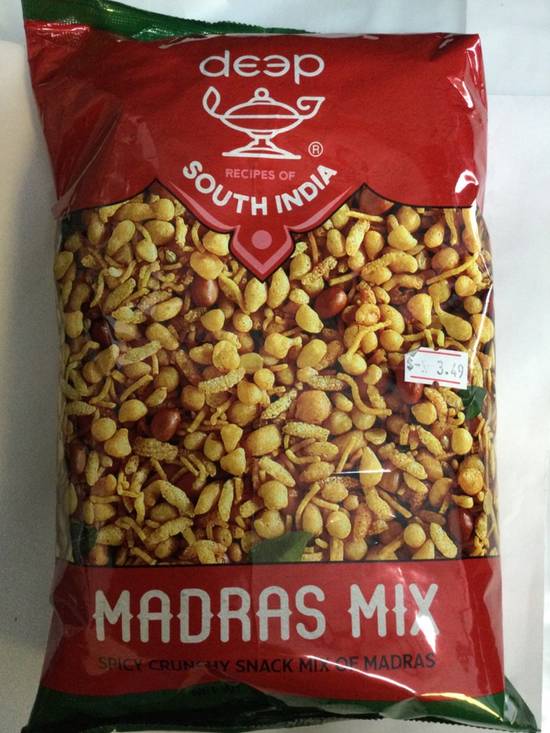 deep
®
RECIPES OF
SOUTH INDIA
3.49
MADRAS MIX
SPICY CRUNCHY SNACK MIX OF MADRAS